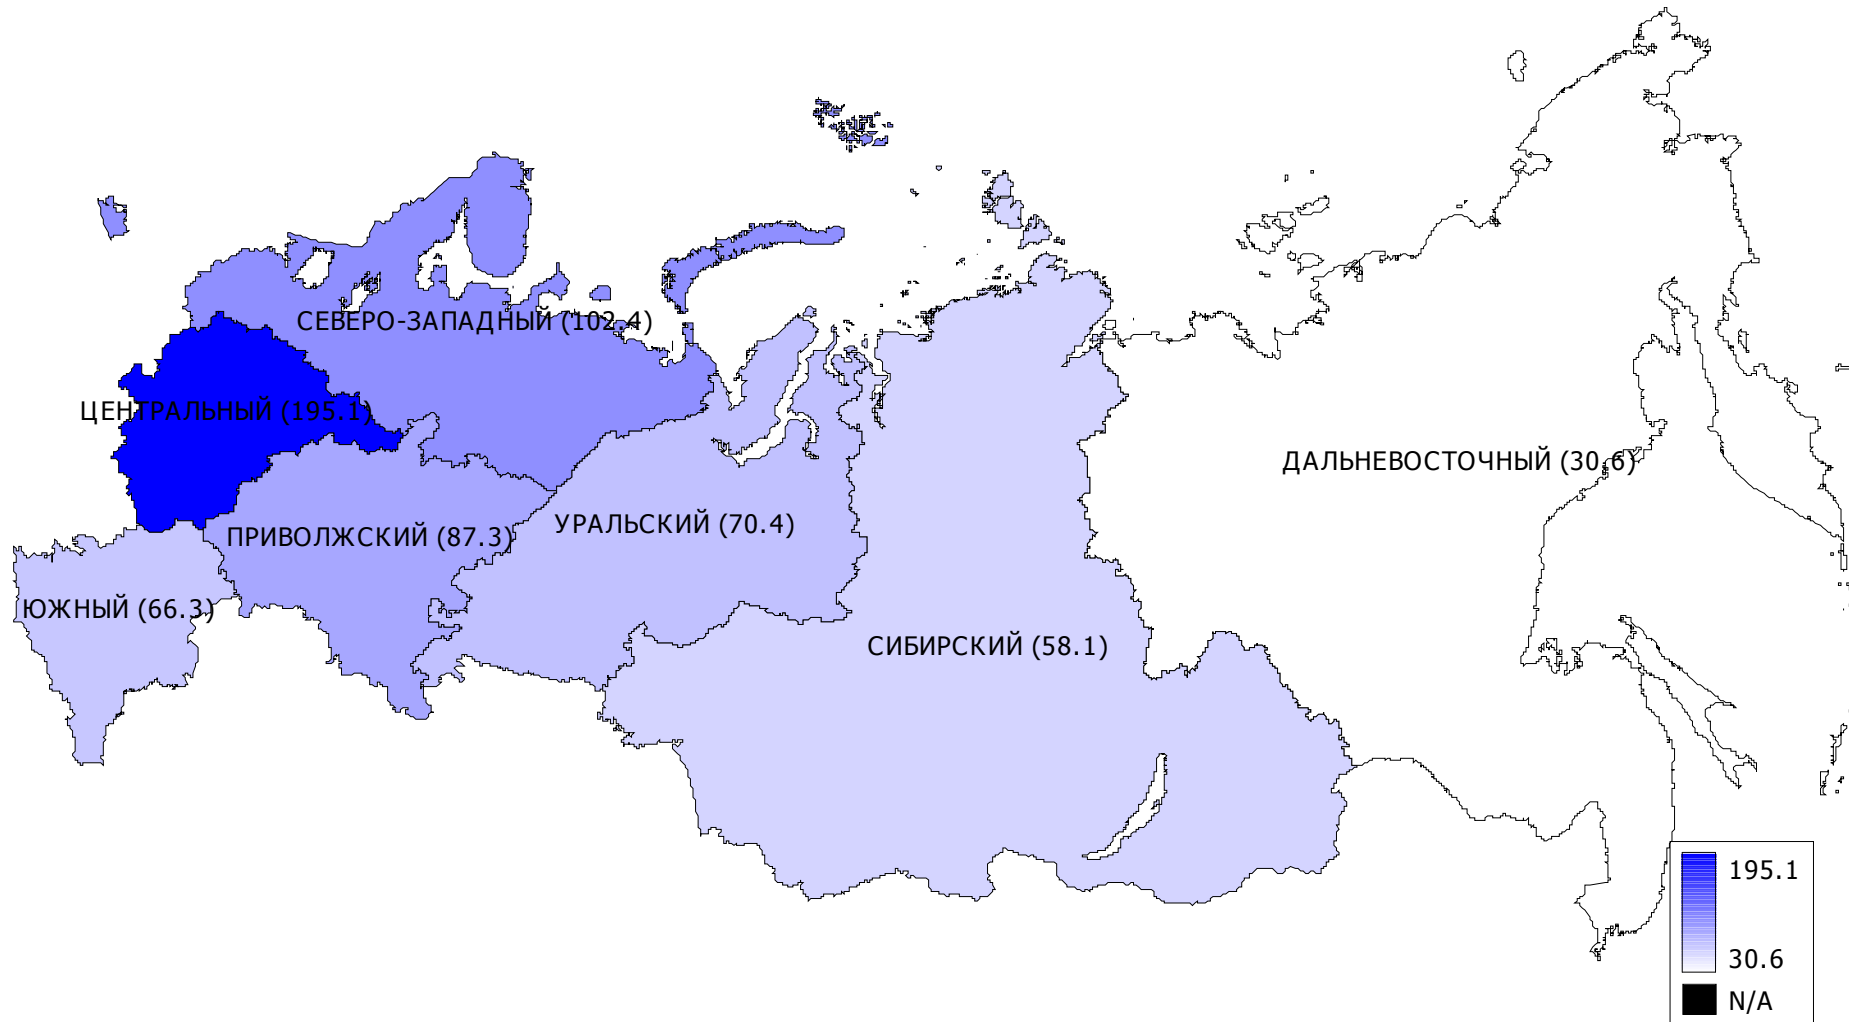 СЕВЕРО-ЗАПАДНЫЙ (102.4)
ЦЕНТРАЛЬНЫЙ (195.1)
ДАЛЬНЕВОСТОЧНЫЙ (30.6)
УРАЛЬСКИЙ (70.4)
ПРИВОЛЖСКИЙ (87.3)
ЮЖНЫЙ (66.3)
СИБИРСКИЙ (58.1)
195.1
30.6
N/A